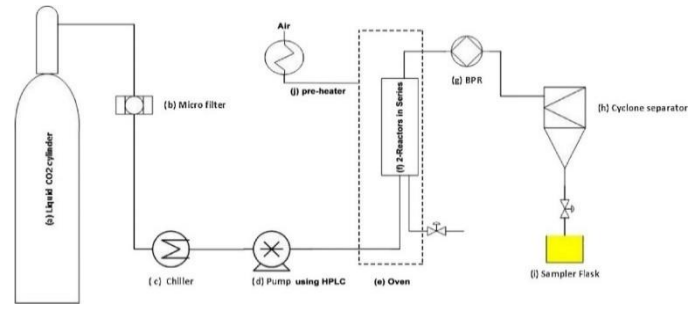 (a) Liquid CO2 cylinder
(b) Micro filter
(c) Chiller
(d) Pump using HPLC
(e) Oven
Air
(j) pre-heater
(f) 2-Reactors in Series
(g) BPR
(h) Cyclone separator
(i) Sampler Flask